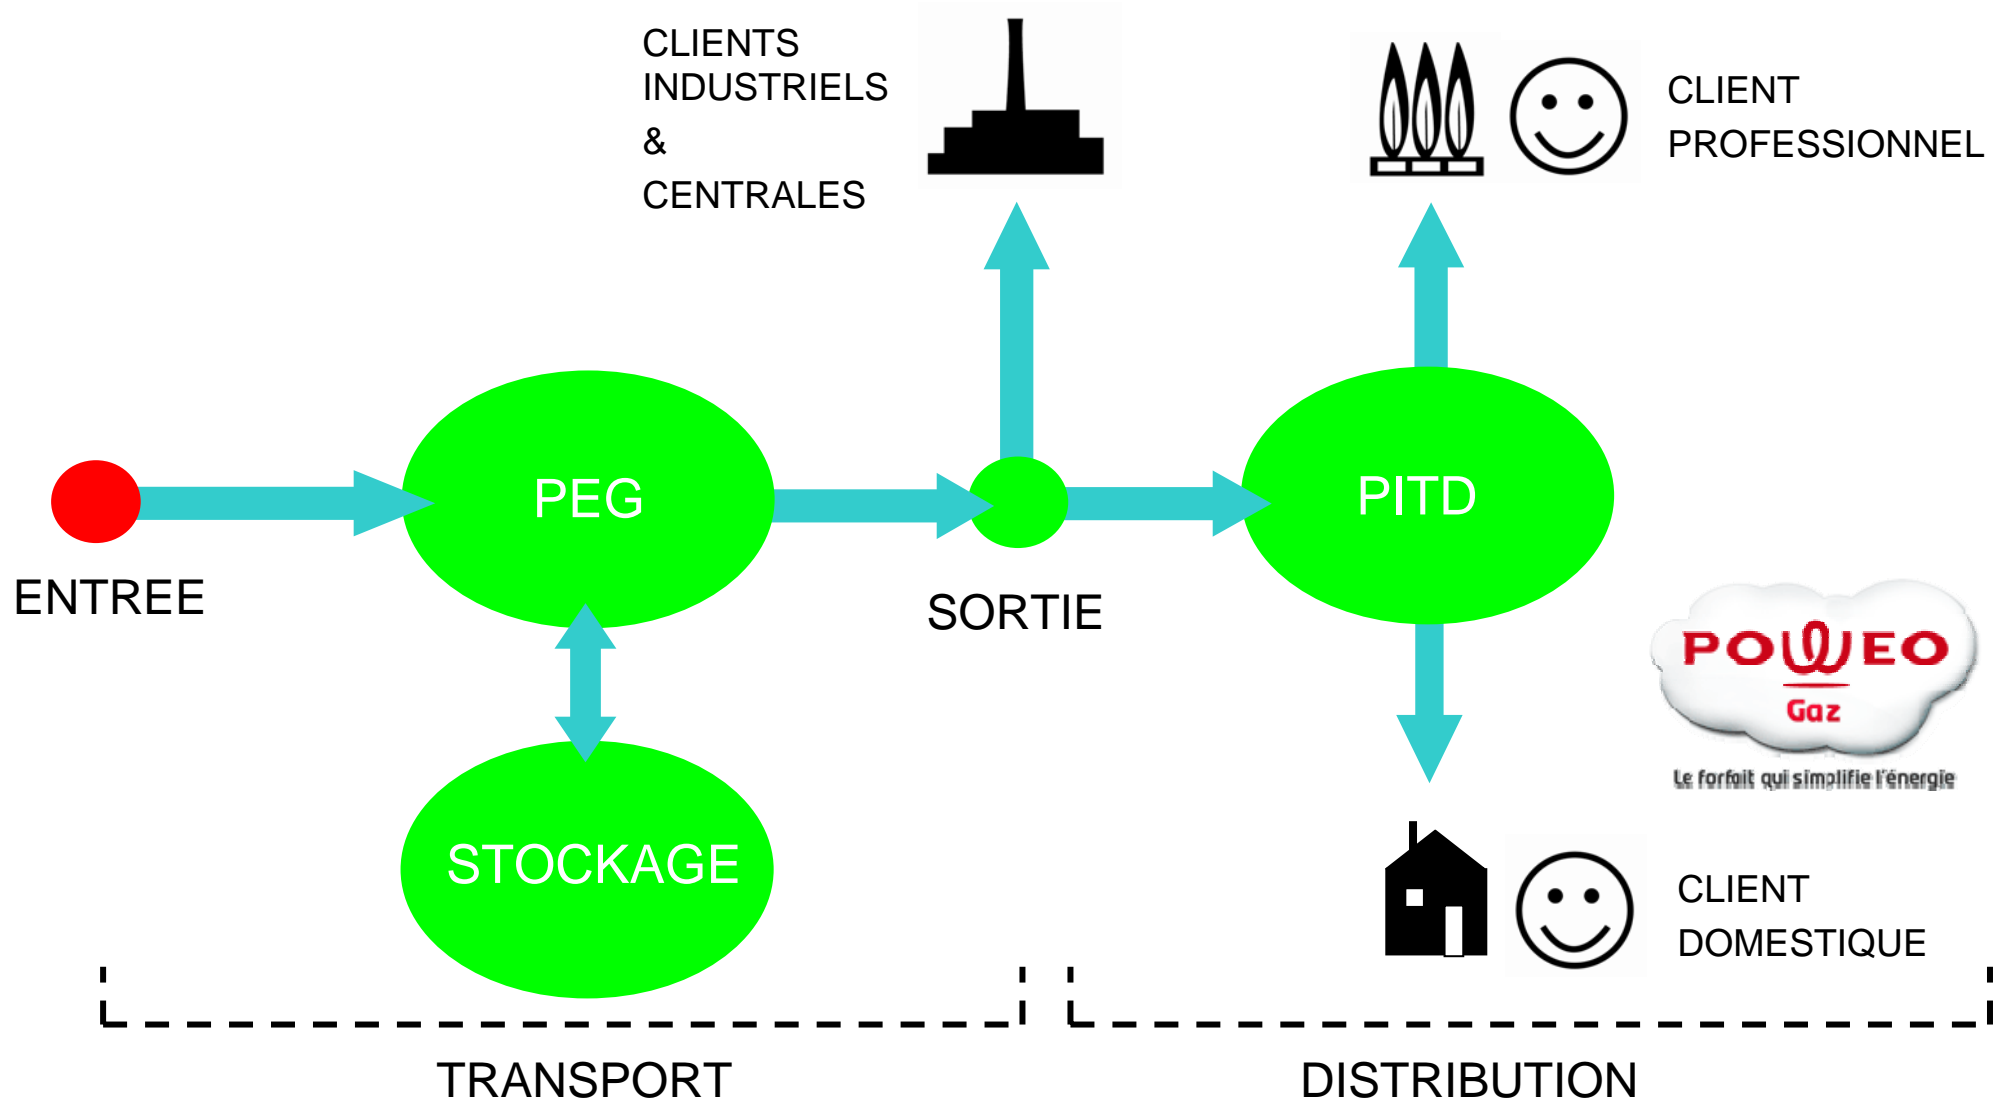 CLIENTS
INDUSTRIELS
&
CENTRALES
CLIENT
PROFESSIONNEL
PEG
PITD
ENTREE
SORTIE
POWEO
Gaz
Le forfait qui simplifie l'énergie
STOCKAGE
CLIENT
DOMESTIQUE
TRANSPORT
DISTRIBUTION